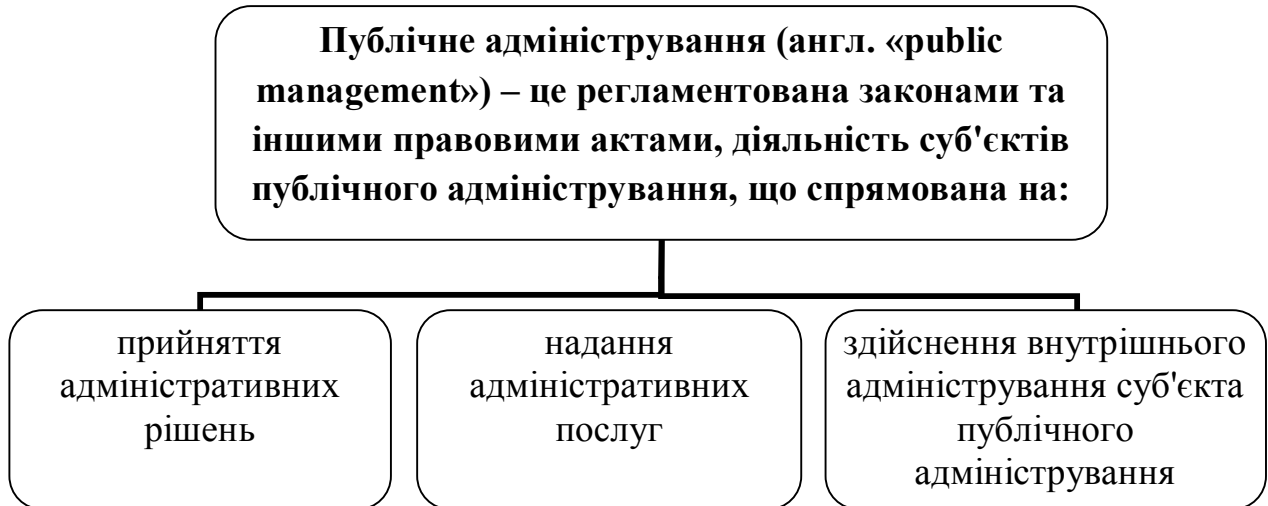 Публічне адміністрування (англ. «public
management») – це регламентована законами та
іншими правовими актами, діяльність суб'єктів
публічного адміністрування, що спрямована на:
прийняття
адміністративних
рішень
надання
адміністративних
послуг
здійснення внутрішнього
адміністрування суб'єкта
публічного
адміністрування